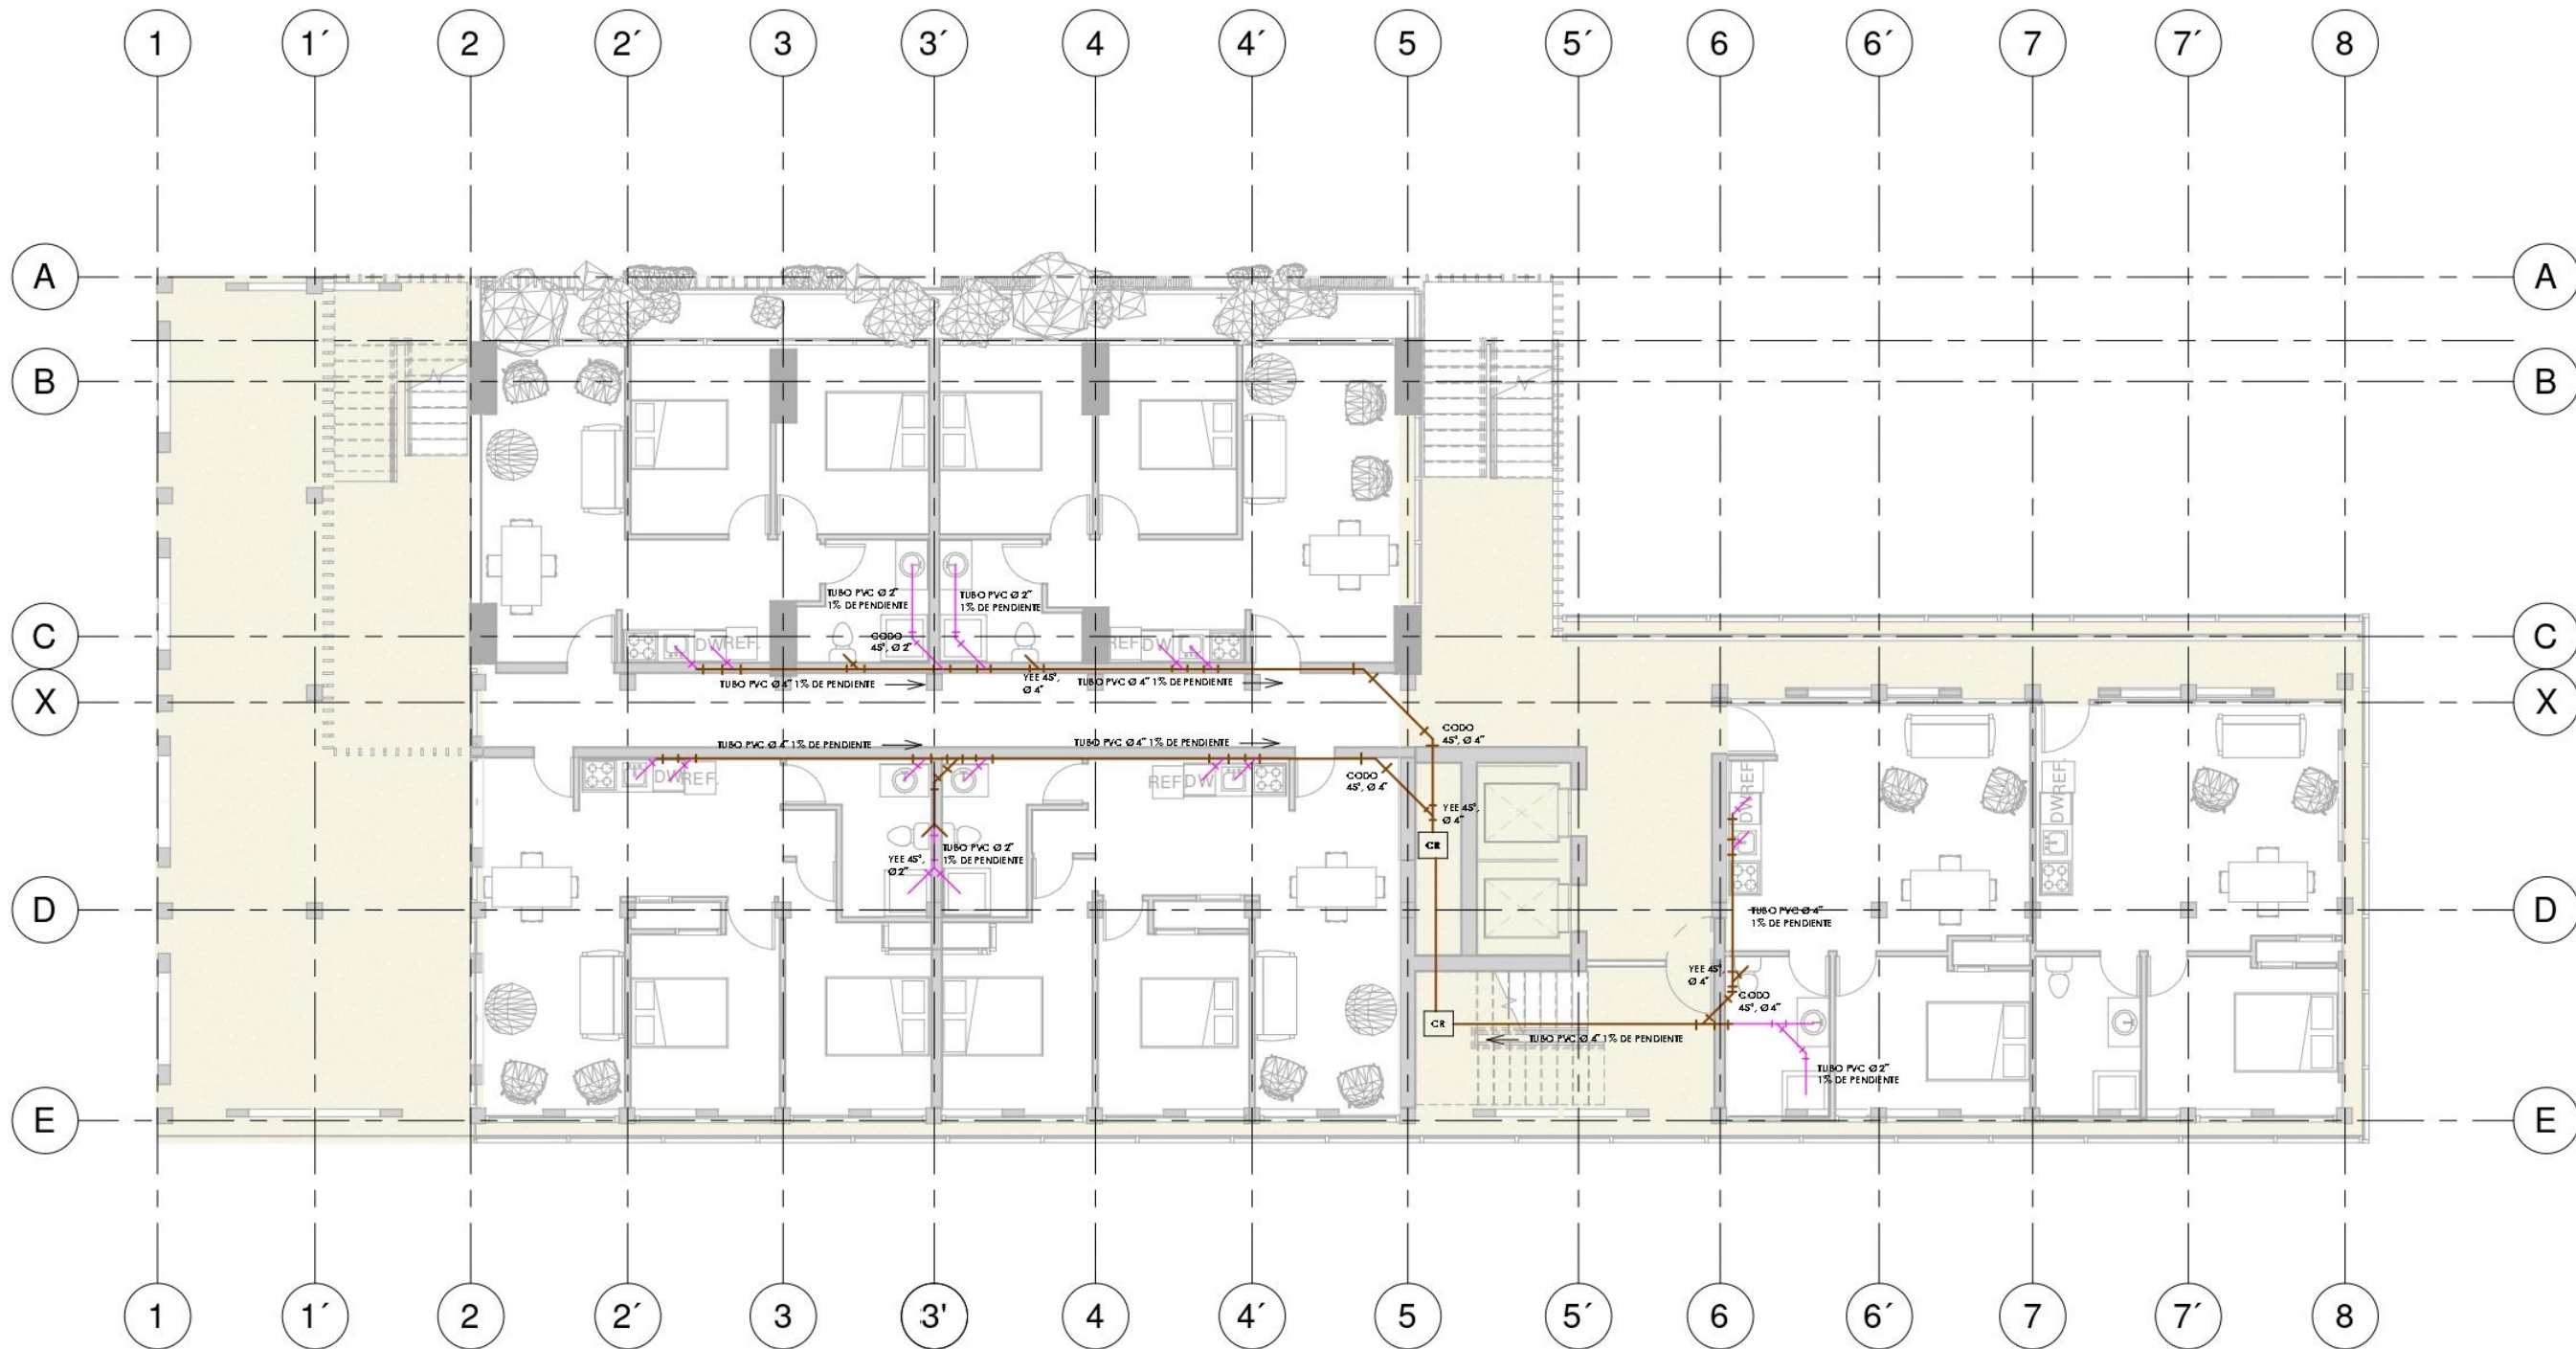 1 1´ 2 2´ 3 3´ 4 4´ 5 5´ 6 6´ 7 7´ 8
A A
B B
TUBO PVC Ø 2"
1% DE PENDIENTE
TUBO PVC Ø 2"
1% DE PENDIENTE
C C
CODO
45°, Ø 2"
DW REF.
REF DW
TUBO PVC Ø 4" 1% DE PENDIENTE
YEE 45°,
Ø 4"
TUBO PVC Ø 4" 1% DE PENDIENTE
X X
CODO
45°, Ø 4"
TUBO PVC Ø 4" 1% DE PENDIENTE
TUBO PVC Ø 4" 1% DE PENDIENTE
DW REF.
REF. DW
CODO
45°, Ø 4"
DW REF.
DW REF.
YEE 45°,
Ø 4"
CR
TUBO PVC Ø 2"
1% DE PENDIENTE
YEE 45°,
Ø 2"
D D
TUBO PVC Ø 4"
1% DE PENDIENTE
YEE 45°,
Ø 4"
CODO
45°, Ø 4"
CR
TUBO PVC Ø 4" 1% DE PENDIENTE
TUBO PVC Ø 2"
1% DE PENDIENTE
E E
1 1´ 2 2´ 3 3' 4 4´ 5 5´ 6 6´ 7 7´ 8